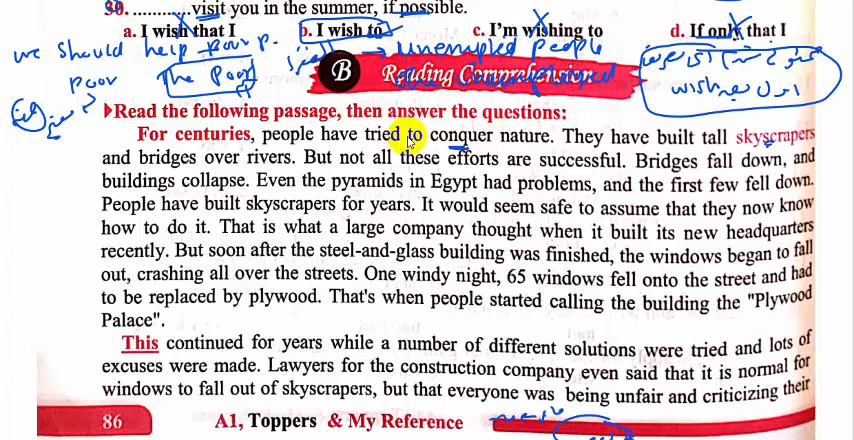 30. ............visit you in the summer, if possible.
a. I wish that I b. I wish to c. I'm wishing to d. If only that I
we should help poor p. → unempled people
poor The Poor
B Reading Comprehension
▶Read the following passage, then answer the questions:
For centuries, people have tried to conquer nature. They have built tall skyscrapers
and bridges over rivers. But not all these efforts are successful. Bridges fall down, and
buildings collapse. Even the pyramids in Egypt had problems, and the first few fell down.
People have built skyscrapers for years. It would seem safe to assume that they now know
how to do it. That is what a large company thought when it built its new headquarters
recently. But soon after the steel-and-glass building was finished, the windows began to fall
out, crashing all over the streets. One windy night, 65 windows fell onto the street and had
to be replaced by plywood. That's when people started calling the building the "Plywood
Palace".
This continued for years while a number of different solutions were tried and lots of
excuses were made. Lawyers for the construction company even said that it is normal for
windows to fall out of skyscrapers, but that everyone was being unfair and criticizing their
86 A1, Toppers & My Reference